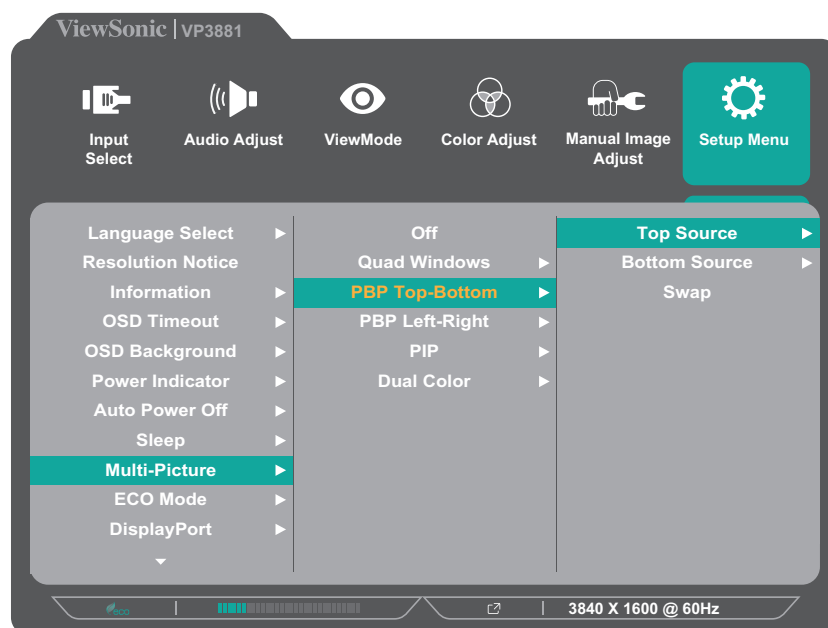 ViewSonic | VP3881
Input Select
Audio Adjust
ViewMode
Color Adjust
Manual Image Adjust
Setup Menu
Language Select
Resolution Notice
Information
OSD Timeout
OSD Background
Power Indicator
Auto Power Off
Sleep
Multi-Picture
ECO Mode
DisplayPort
Off
Quad Windows
PBP Top-Bottom
PBP Left-Right
PIP
Dual Color
Top Source
Bottom Source
Swap
eco
3840 X 1600 @ 60Hz